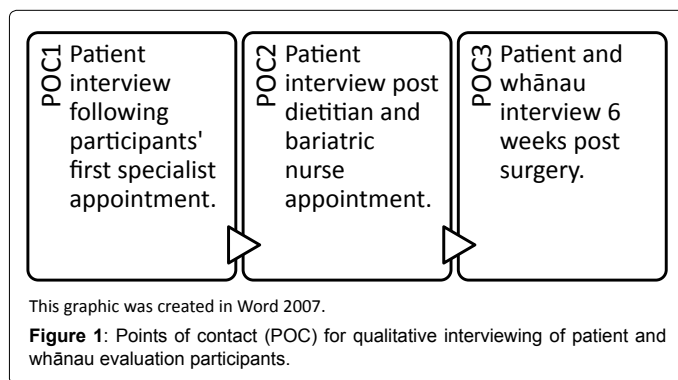 POC1
Patient
interview
following
participants'
first specialist
appointment.
POC2
Patient
interview post
dietitian and
bariatric
nurse
appointment.
POC3
Patient and
whānau
interview 6
weeks post
surgery.
This graphic was created in Word 2007.
Figure 1: Points of contact (POC) for qualitative interviewing of patient and
whānau evaluation participants.